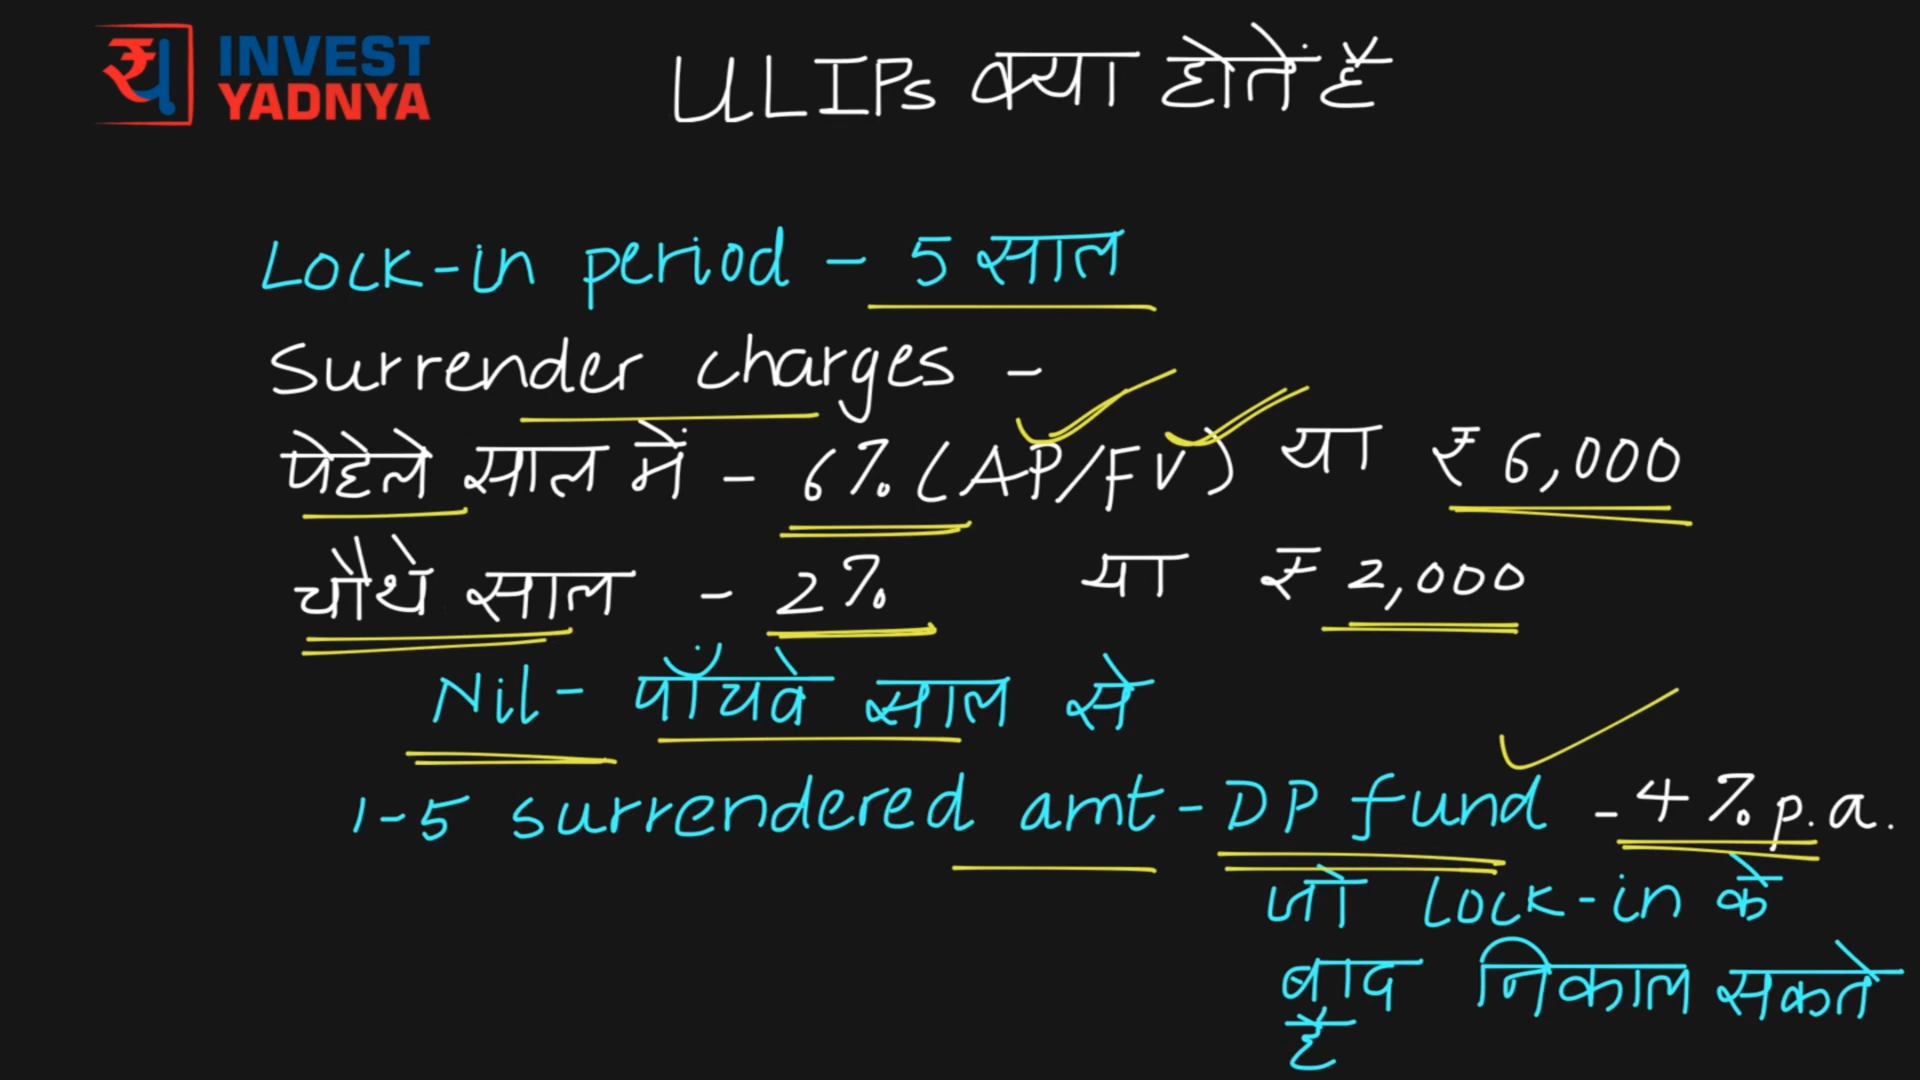 INVEST
YADNYA
ULIPs क्या होतें है
Lock-in period - 5 साल
Surrender charges -
पेहेले साल में - 6% (AP/FV) या ₹ 6,000
चौथे साल - 2% या ₹ 2,000
Nil - पाँचवे साल से
1-5 surrendered amt - DP fund - 4% p.a.
जो Lock-in के
बाद निकाल सकते
है